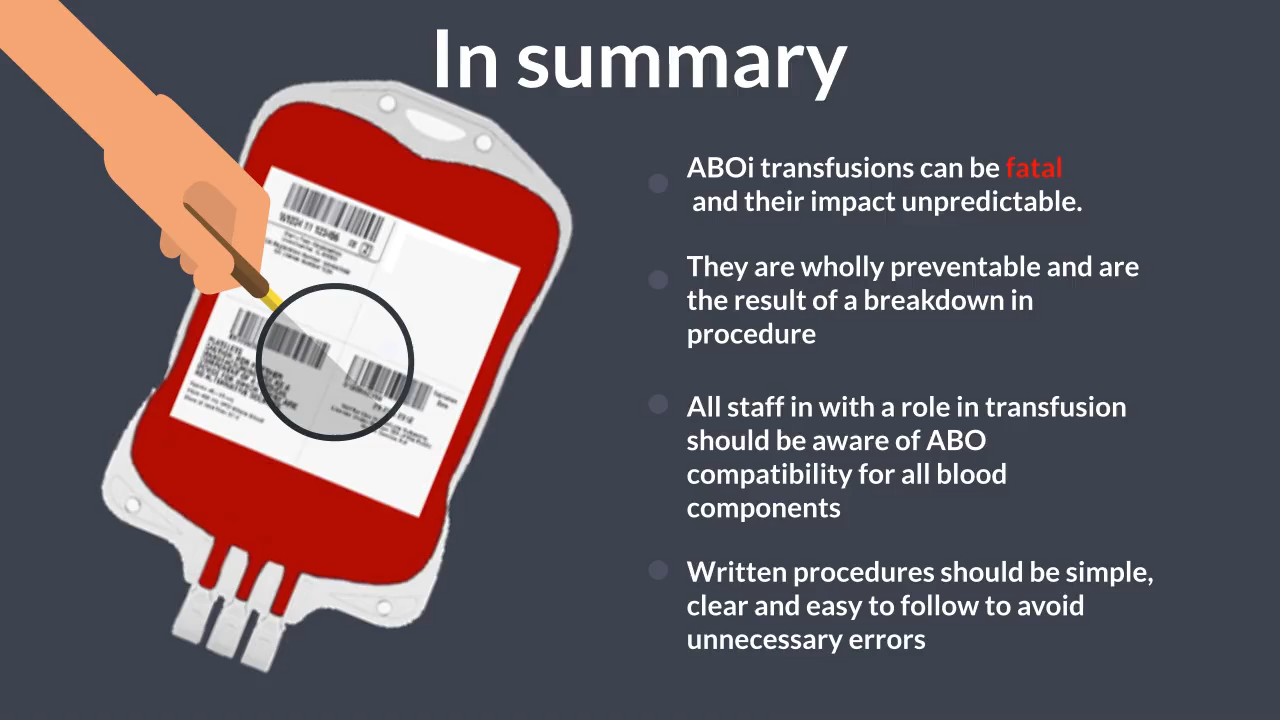 In summary
ABOi transfusions can be fatal
and their impact unpredictable.
They are wholly preventable and are
the result of a breakdown in
procedure
All staff in with a role in transfusion
should be aware of ABO
compatibility for all blood
components
Written procedures should be simple,
clear and easy to follow to avoid
unnecessary errors